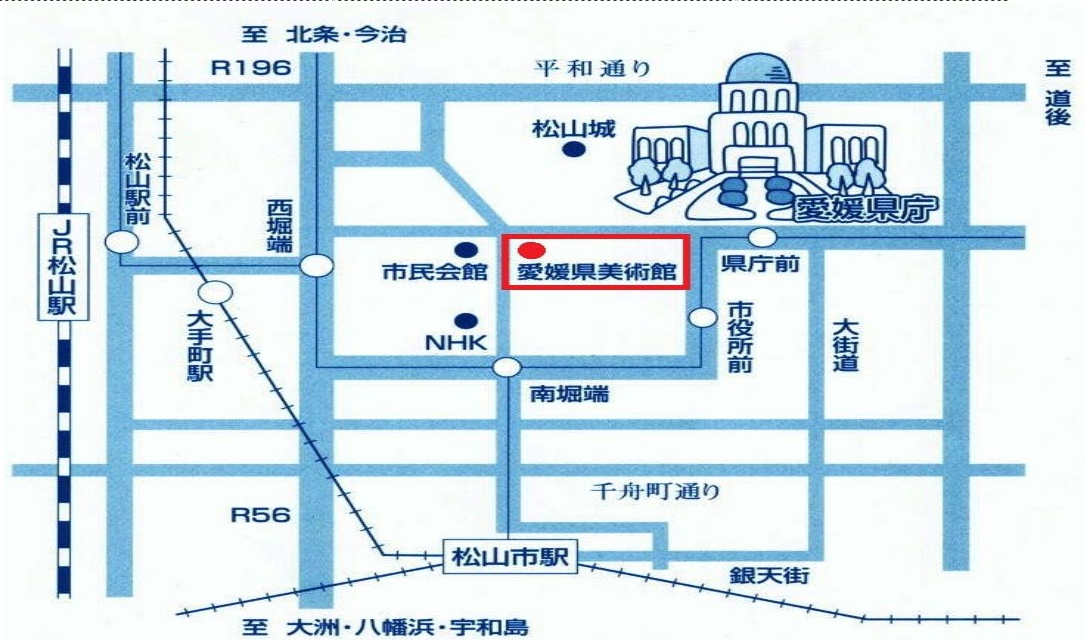 至 北条・今治
R196
平和通り
至 道後
松山城
松山駅前
西堀端
愛媛県庁
JR松山駅
市民会館
愛媛県美術館
県庁前
大手町駅
NHK
市役所前
大街道
南堀端
千舟町通り
R56
松山市駅
銀天街
至 大洲・八幡浜・宇和島